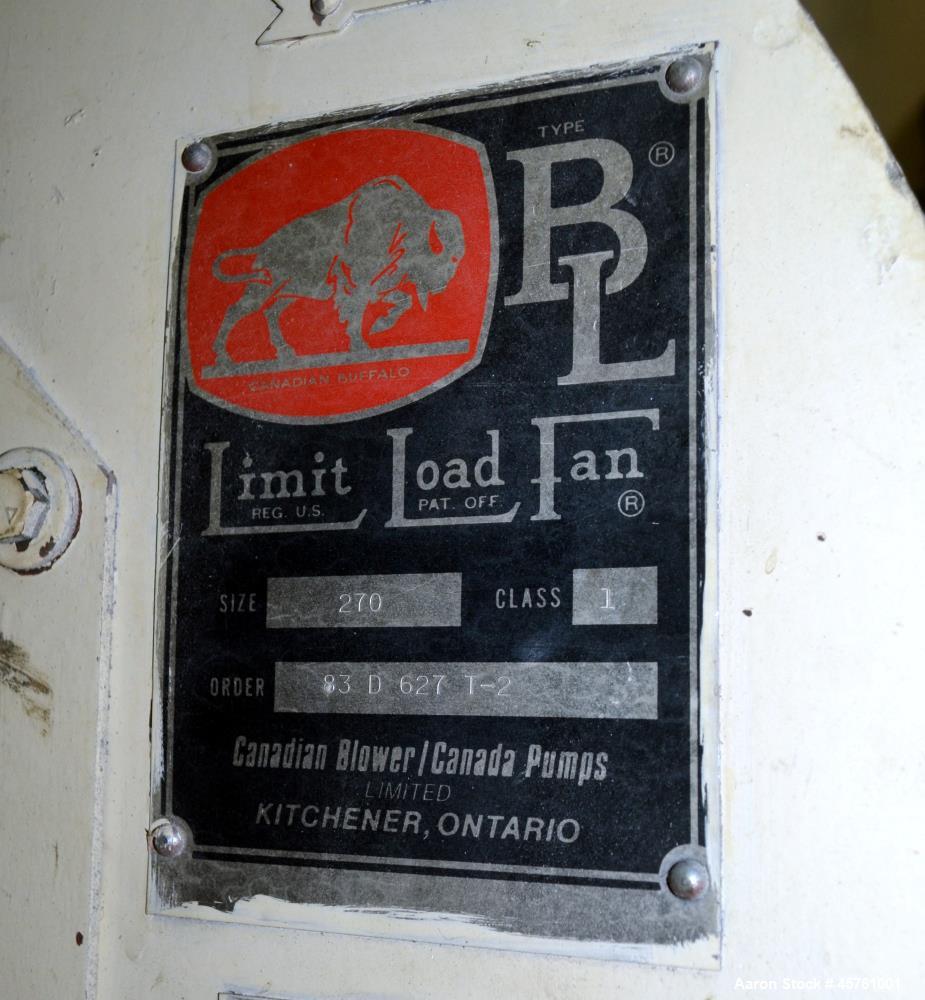 TYPE
BL ®
CANADIAN BUFFALO
Limit Load Fan
REG. U.S. PAT. OFF. ®
SIZE 270 CLASS 1
ORDER 83 D 627 T-2
Canadian Blower/Canada Pumps
LIMITED
KITCHENER, ONTARIO
Aaron Stock # 45761001